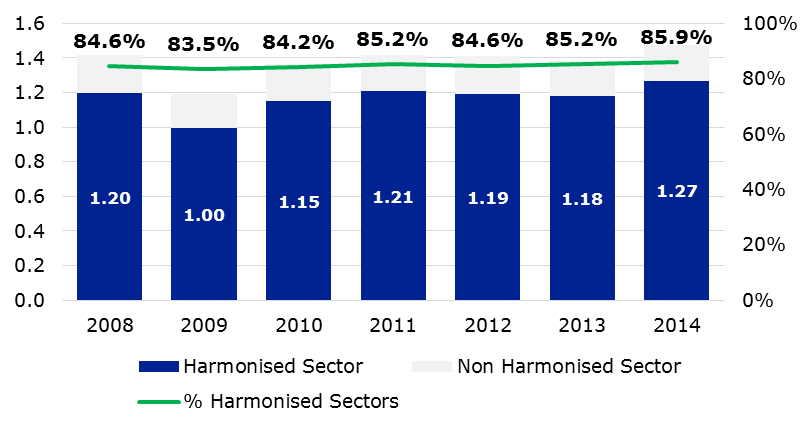 1.6 100%
84.6% 83.5% 84.2% 85.2% 84.6% 85.2% 85.9%
1.4
1.2 80%
1.0
0.8 60%
0.6 40%
1.20 1.00 1.15 1.21 1.19 1.18 1.27
0.4
0.2 20%
0.0 0%
2008 2009 2010 2011 2012 2013 2014
Harmonised Sector Non Harmonised Sector
% Harmonised Sectors